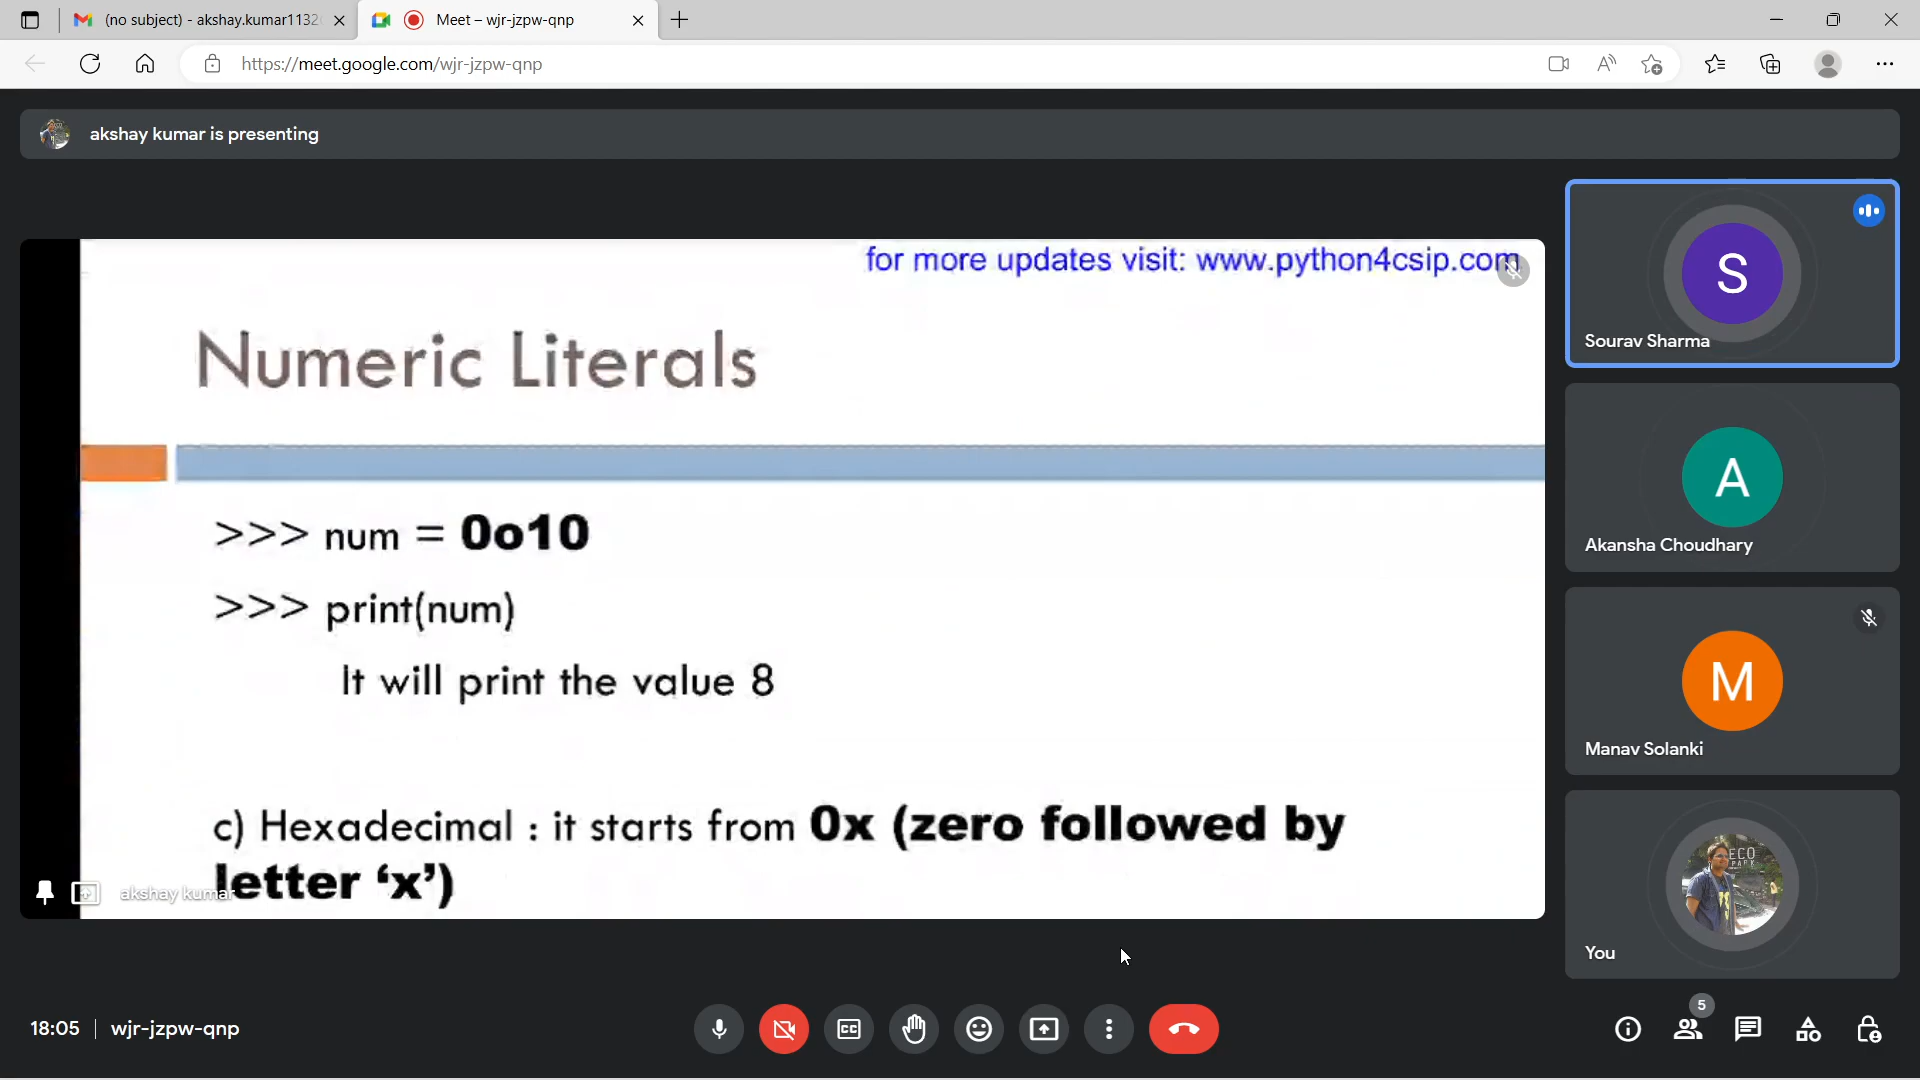 (no subject) - akshay.kumar1132
Meet – wjr-jzpw-qnp
https://meet.google.com/wjr-jzpw-qnp
akshay kumar is presenting
for more updates visit: www.python4csip.com
Numeric Literals
>>> num = 0o10
>>> print(num)
It will print the value 8
c) Hexadecimal : it starts from 0x (zero followed by
letter ‘x’)
akshay kumar
S
Sourav Sharma
A
Akansha Choudhary
M
Manav Solanki
ECO
PARK
You
18:05 | wjr-jzpw-qnp
CC
5